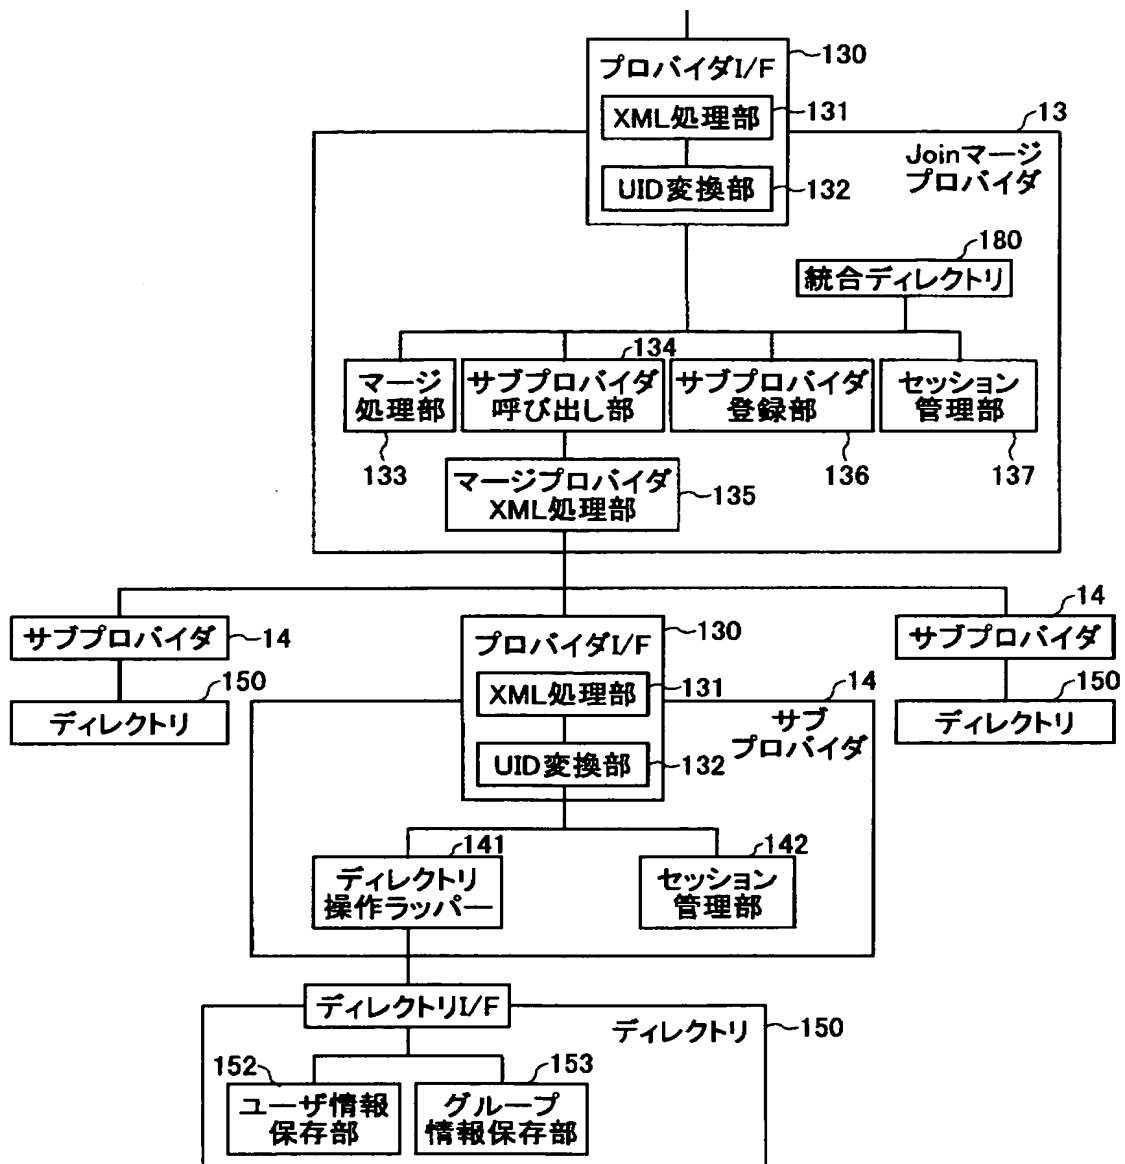 プロバイダI/F
130
XML処理部
131
13
Joinマージ
プロバイダ
UID変換部
132
180
統合ディレクトリ
134
マージ
処理部
サブプロバイダ
呼び出し部
サブプロバイダ
登録部
セッション
管理部
133
136
137
マージプロバイダ
XML処理部
135
サブプロバイダ
14
プロバイダI/F
130
14
サブプロバイダ
150
ディレクトリ
XML処理部
131
14
サブ
プロバイダ
150
ディレクトリ
UID変換部
132
141
142
ディレクトリ
操作ラッパー
セッション
管理部
ディレクトリI/F
ディレクトリ
150
152
153
ユーザ情報
保存部
グループ
情報保存部